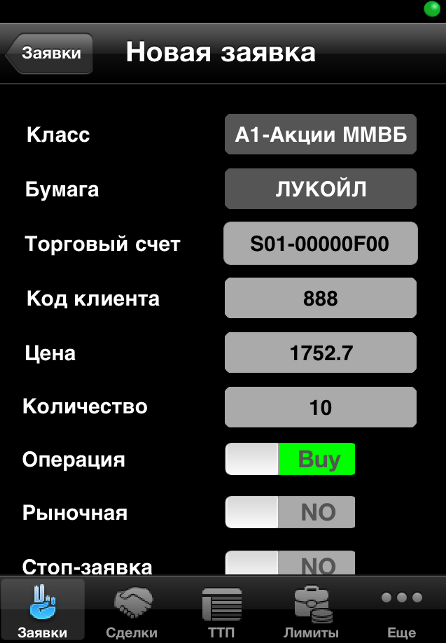 Заявки
Новая заявка
Класс
А1-Акции ММВБ
Бумага
ЛУКОЙЛ
Торговый счет
S01-00000F00
Код клиента
888
Цена
1752.7
Количество
10
Операция
Buy
Рыночная
NO
Стоп-заявка
NO
Заявки
Сделки
ТТП
Лимиты
Еще